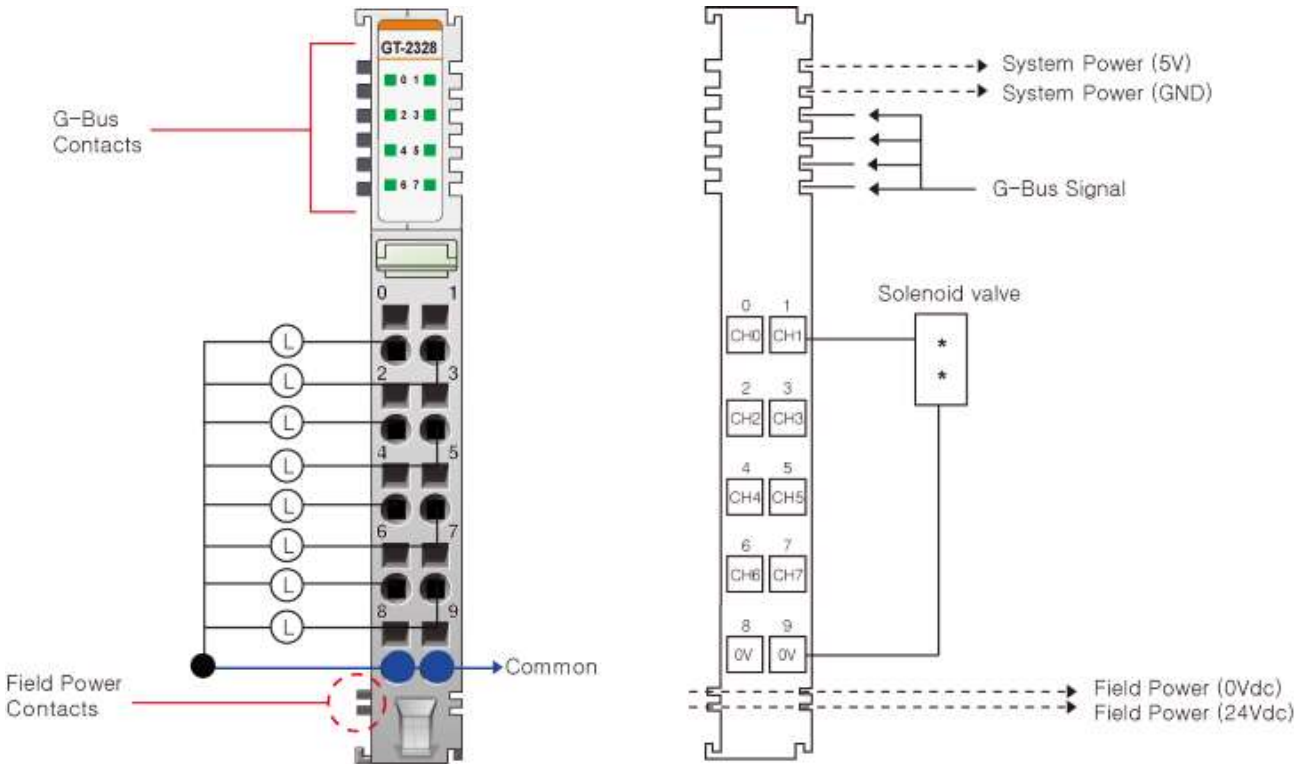 GT-2328
0 1
2 3
4 5
6 7
G-Bus
Contacts
0 1
L
L
2 3
L
L
4 5
L
L
6 7
L
L
8 9
Common
Field Power
Contacts
System Power (5V)
System Power (GND)
G-Bus Signal
Solenoid valve
* 
*
0 1
CH0 CH1
2 3
CH2 CH3
4 5
CH4 CH5
6 7
CH6 CH7
8 9
0V 0V
Field Power (0Vdc)
Field Power (24Vdc)